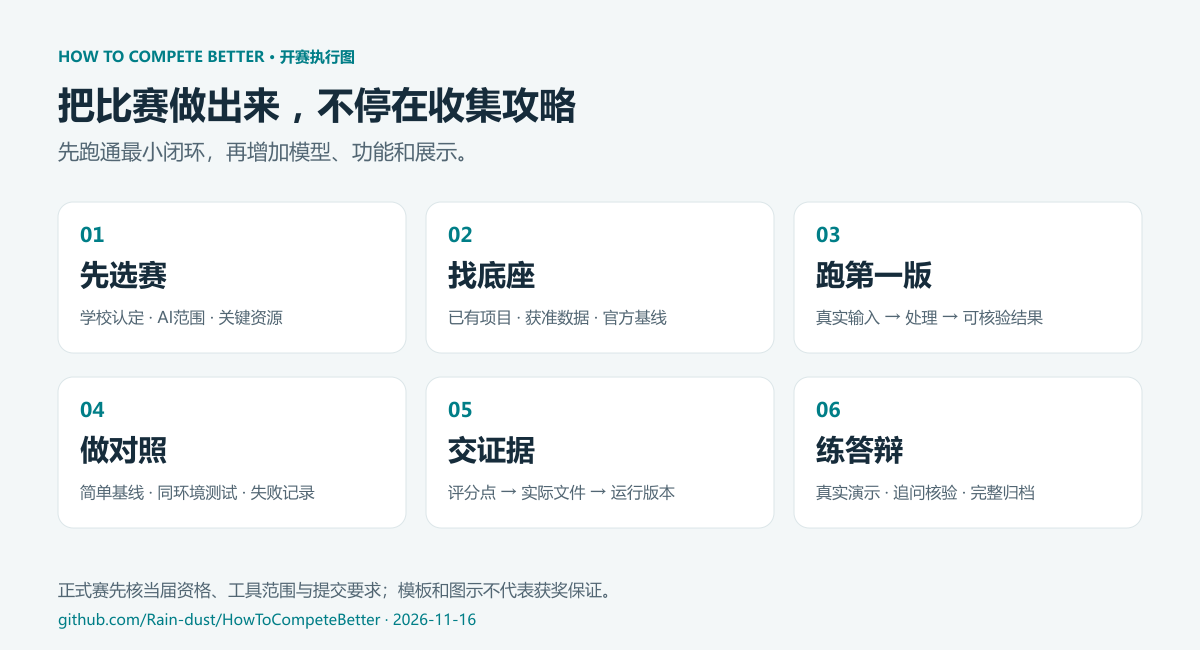 HOW TO COMPETE BETTER • 开赛执行图
把比赛做出来，不停在收集攻略
先跑通最小闭环，再增加模型、功能和展示。
01
先选赛
学校认定 · AI范围 · 关键资源
02
找底座
已有项目 · 获准数据 · 官方基线
03
跑第一版
真实输入 → 处理 → 可核验结果
04
做对照
简单基线 · 同环境测试 · 失败记录
05
交证据
评分点 → 实际文件 → 运行版本
06
练答辩
真实演示 · 追问核验 · 完整归档
正式赛先核当届资格、工具范围与提交要求；模板和图示不代表获奖保证。
github.com/Rain-dust/HowToCompeteBetter · 2026-11-16